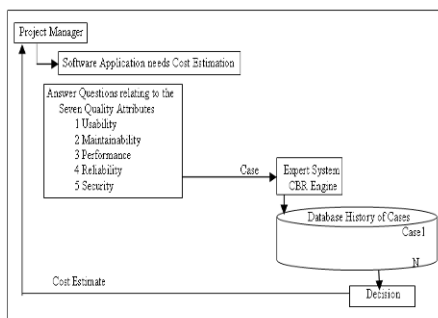 Project Manager
Software Application needs Cost Estimation
Answer Questions relating to the
Seven Quality Attributes
1 Usability
2 Maintainability
3 Performance
4 Reliability
5 Security
Case
Expert System
CBR Engine
Database History of Cases
Case1
N
Cost Estimate
Decision